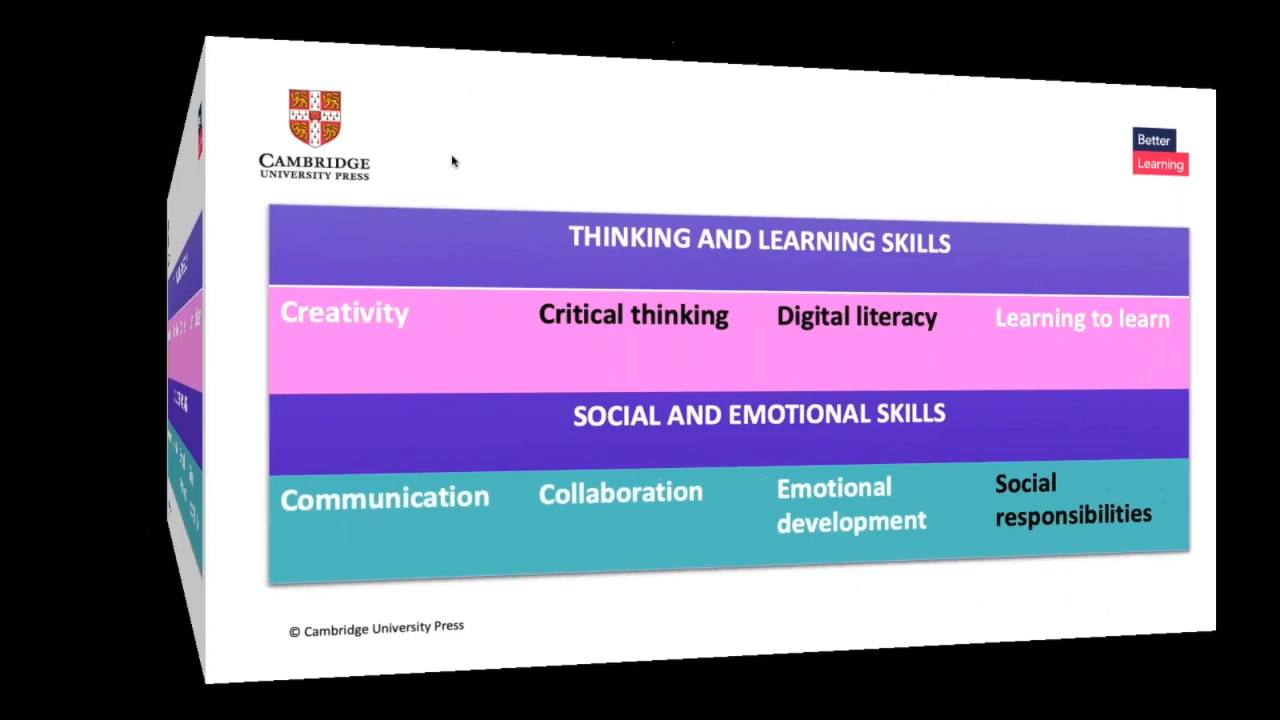 CAMBRIDGE
UNIVERSITY PRESS
Better
Learning
THINKING AND LEARNING SKILLS
Creativity Critical thinking Digital literacy Learning to learn
SOCIAL AND EMOTIONAL SKILLS
Communication Collaboration Emotional development Social responsibilities
© Cambridge University Press